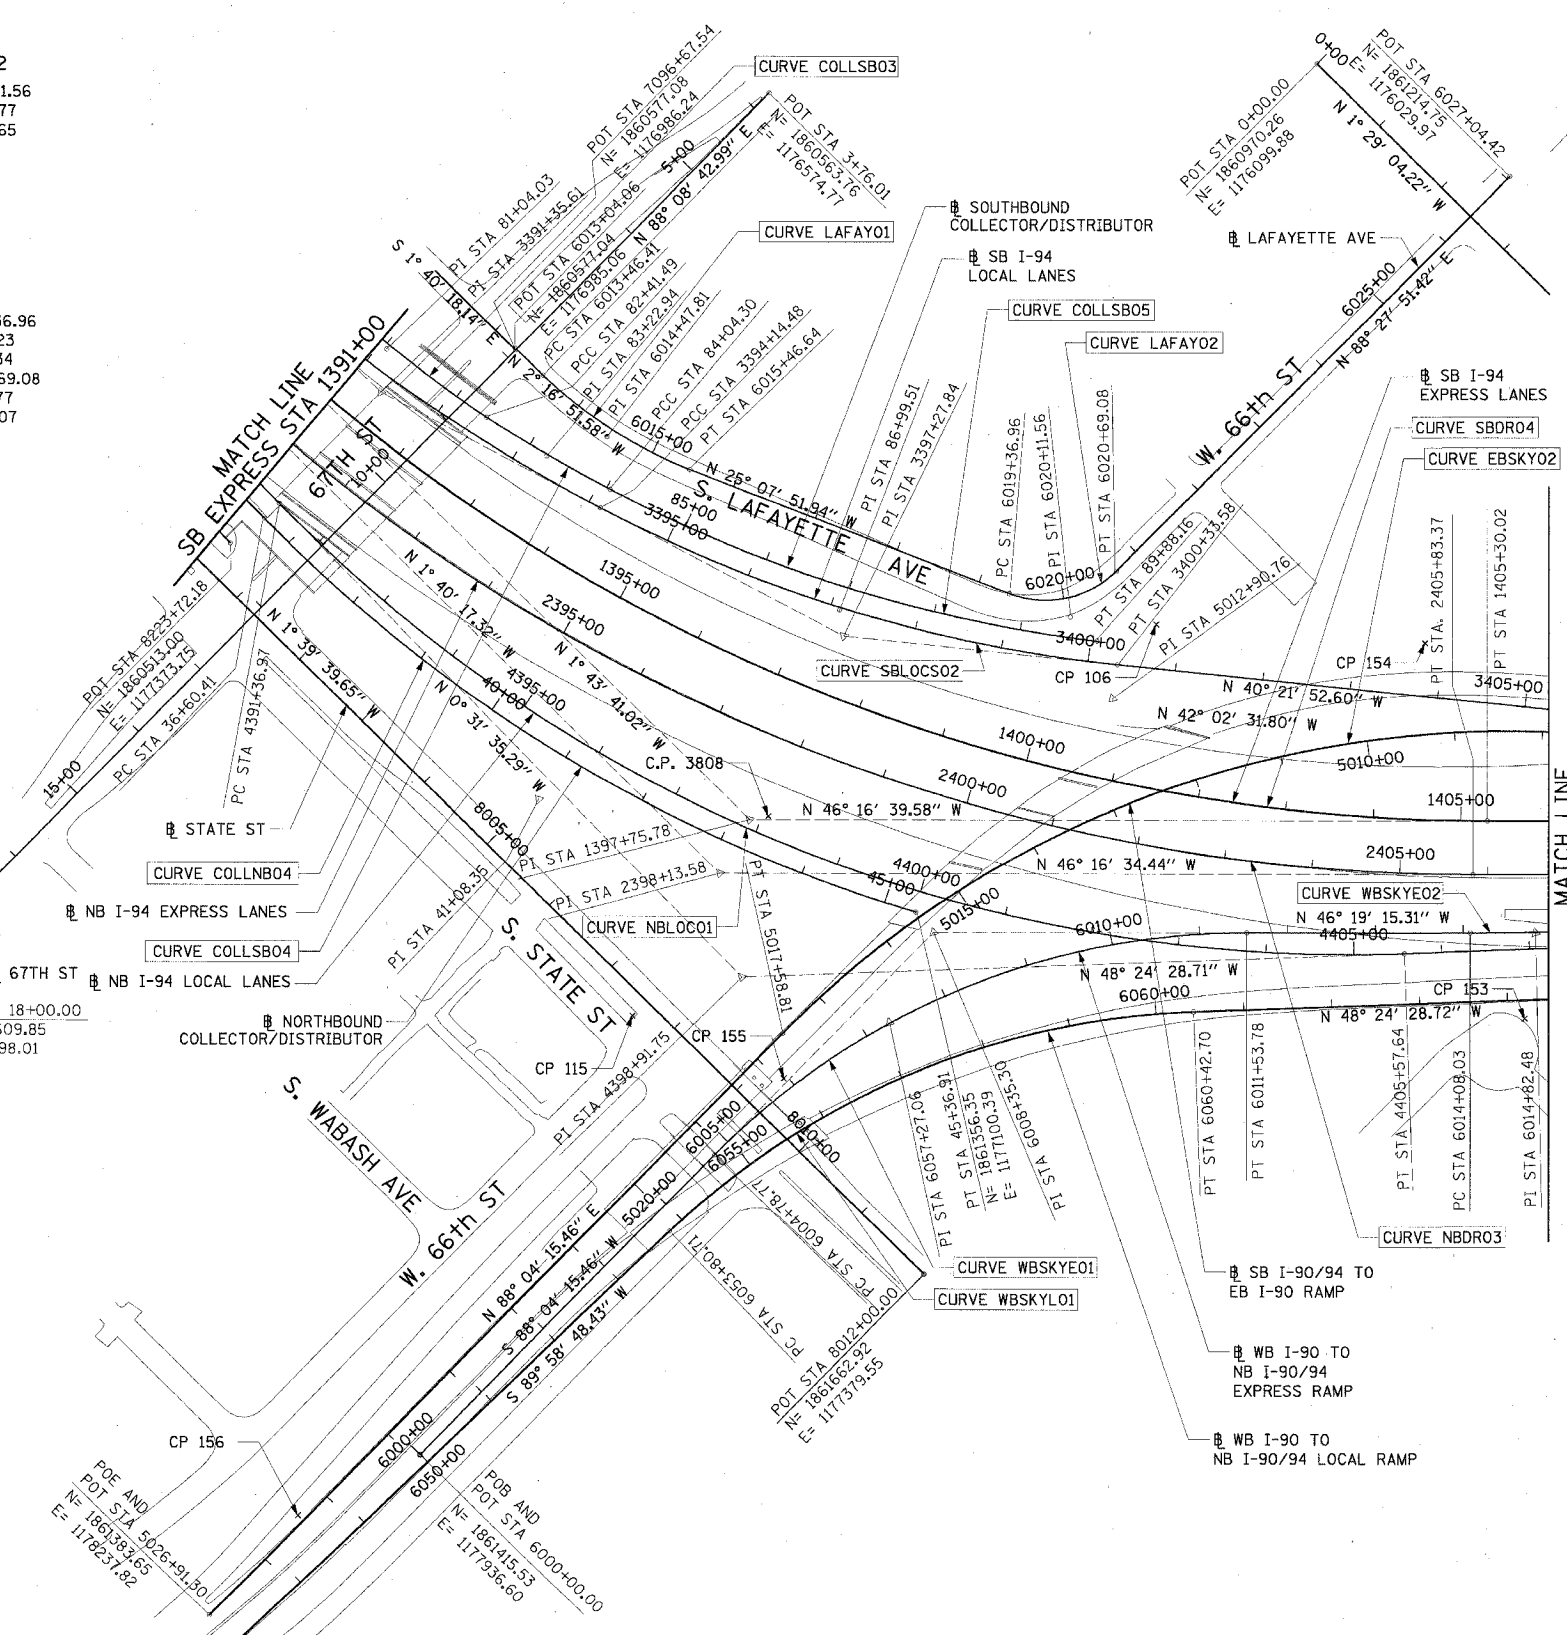 2
1.56
77
65
56.96
23
34
69.08
77
07
POT STA 7096+67.54
N= 1860577.08
E= 1176986.24
CURVE COLLSB03
POT STA 3+76.01
N= 1860563.76
E= 1176574.77
5+00
N 88° 08' 42.99" E
PI STA 81+04.03
PI STA 3391+35.61
POT STA 6013+04.06
N= 1860577.04
E= 1176985.06
PC STA 6013+46.41
PCC STA 82+41.49
PI STA 83+22.94
PI STA 6014+47.81
PCC STA 84+04.30
PCC STA 3394+14.48
PT STA 6015+46.64
S 1° 40' 18.14" E
N 2° 16' 51.58" W
CURVE LAFAY01
℄ SOUTHBOUND
COLLECTOR/DISTRIBUTOR
℄ SB I-94
LOCAL LANES
CURVE COLLSB05
CURVE LAFAY02
0+00
POT STA 6027+04.42
N= 1861214.75
E= 1176029.97
POT STA 0+00.00
N= 1860970.26
E= 1176099.88
N 1° 29' 04.22" W
℄ LAFAYETTE AVE
6025+00
N 88° 27' 51.42" E
W. 66th ST
℄ SB I-94
EXPRESS LANES
CURVE SBDR04
CURVE EBSKY02
MATCH LINE
SB EXPRESS STA 1391+00
67TH ST
10+00
6015+00
N 25° 07' 51.94" W
S. LAFAYETTE
AVE
85+00
3395+00
PI STA 86+99.51
PI STA 3397+27.84
PC STA 6019+36.96
PI STA 6020+11.56
PT STA 6020+69.08
6020+00
PT STA 89+88.16
PT STA 3400+33.58
PI STA 5012+90.76
3400+00
CURVE SBLOCS02
CP 106
CP 154
PT STA. 2405+83.37
PT STA 1405+30.02
3405+00
N 40° 21' 52.60" W
N 42° 02' 31.80" W
1395+00
2395+00
N 1° 40' 17.32" W
N 1° 43' 41.02" W
4395+00
40+00
N 0° 31' 35.29" W
N 1° 39' 39.65" W
POT STA 8223+72.18
N= 1860513.00
E= 1177373.75
PC STA 36+60.41
PC STA 4391+36.97
15+00
℄ STATE ST
CURVE COLLNB04
℄ NB I-94 EXPRESS LANES
CURVE COLLSB04
℄ NB I-94 LOCAL LANES
℄ NORTHBOUND
COLLECTOR/DISTRIBUTOR
67TH ST
18+00.00
509.85
98.01
8005+00
C.P. 3808
1400+00
2400+00
5010+00
1405+00
N 46° 16' 39.58" W
PI STA 1397+75.78
PI STA 2398+13.58
PI STA 41+08.35
CURVE NBLOC01
PT STA 5017+58.81
4400+00
45+00
N 46° 16' 34.44" W
2405+00
CURVE WBSKYE02
N 46° 19' 15.31" W
5015+00
6010+00
4405+00
N 48° 24' 28.71" W
6060+00
CP 153
N 48° 24' 28.72" W
MATCH LINE
S. STATE ST
CP 155
CP 115
PI STA 4398+91.75
S. WABASH AVE
W. 66th ST
6005+00
6055+00
8010+00
5020+00
PI STA 6057+27.06
PT STA 45+36.91
N= 1861356.35
E= 1177100.39
PI STA 6008+35.30
PT STA 6060+42.70
PT STA 6011+53.78
PT STA 4405+57.64
PC STA 6014+08.03
PI STA 6014+82.48
CURVE NBDR03
PC STA 6004+78.77
PC STA 6053+80.71
CURVE WBSKYE01
CURVE WBSKYL01
℄ SB I-90/94 TO
EB I-90 RAMP
℄ WB I-90 TO
NB I-90/94
EXPRESS RAMP
℄ WB I-90 TO
NB I-90/94 LOCAL RAMP
N 88° 04' 15.46" E
S 88° 04' 15.46" W
S 89° 58' 48.43" W
POT STA 8012+00.00
N= 1861662.92
E= 1177379.55
CP 156
6000+00
6050+00
POE AND
POT STA 5026+91.30
N= 1861383.65
E= 1178237.82
POB AND
POT STA 6000+00.00
N= 1861415.53
E= 1177936.60